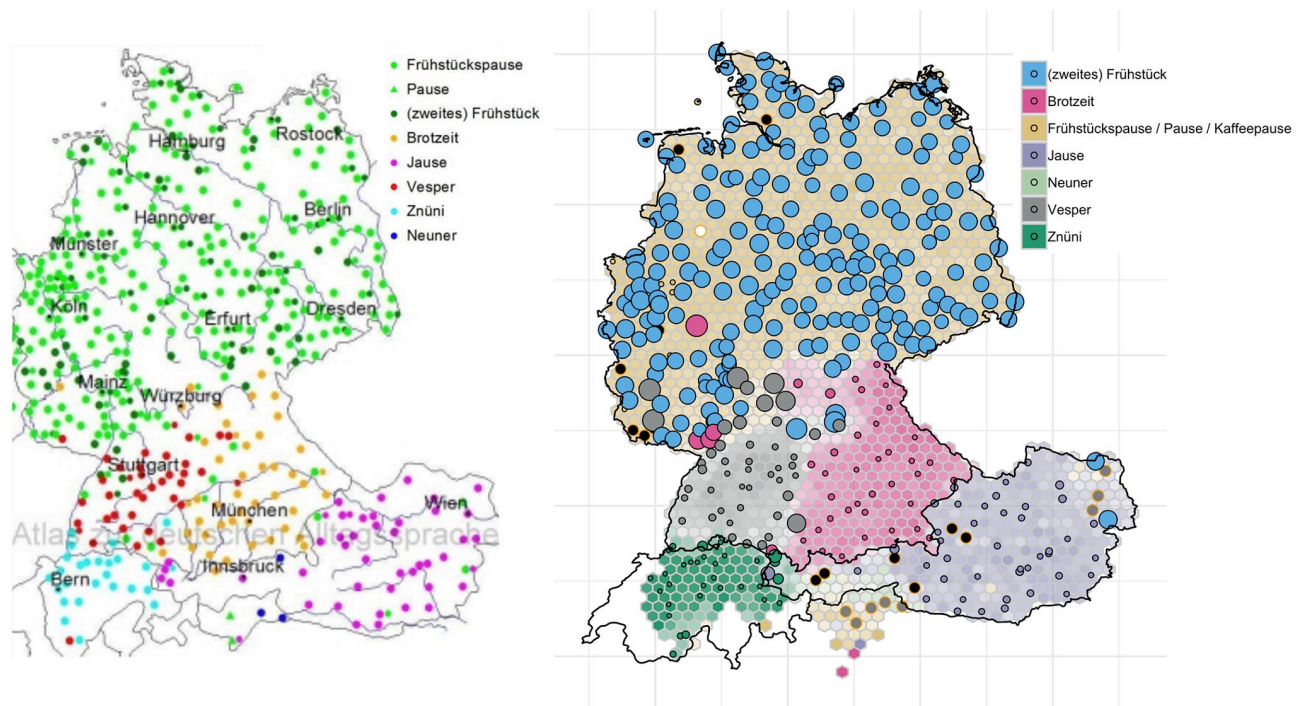 Frühstückspause
Pause
(zweites) Frühstück
Brotzeit
Jause
Vesper
Znüni
Neuner
Hamburg
Rostock
Hannover
Berlin
Münster
Köln
Erfurt
Dresden
Mainz
Würzburg
Stuttgart
München
Wien
Atlas zur deutschen Alltagssprache
Innsbruck
Bern
(zweites) Frühstück
Brotzeit
Frühstückspause / Pause / Kaffeepause
Jause
Neuner
Vesper
Znüni